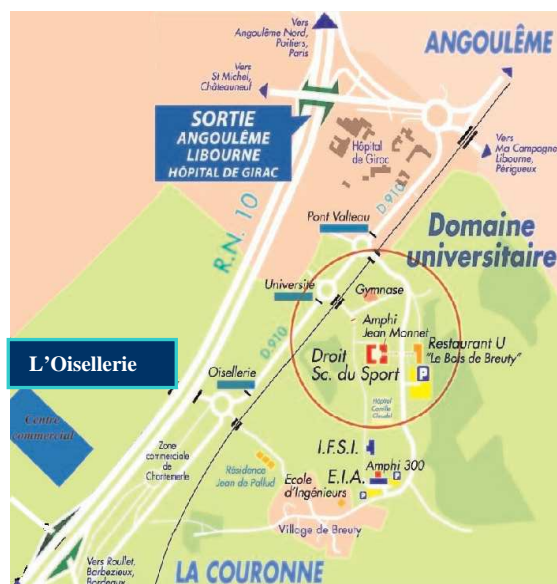 Vers
Angoulême Nord,
Poitiers,
Paris
ANGOULÊME
Vers
St Michel,
Châteauneuf
SORTIE
ANGOULÊME
LIBOURNE
HÔPITAL DE GIRAC
Hôpital
de Girac
Vers
Ma Campagne
Libourne,
Périgueux
D.910
R.N. 10
Pont Valteau
Domaine
universitaire
Université
Gymnase
Amphi
Jean Monnet
D.910
Droit
Sc. du Sport
Restaurant U
"Le Bois de Breuty"
P
L'Oisellerie
Oisellerie
Centre
commercial
Hôpital
Camille
Claudel
Zone
commerciale
de
Chantemerle
I.F.S.I.
Résidence
Jean de Pallud
Ecole
d'Ingénieurs
E.I.A.
Amphi 300
P
P
Village de Breuty
Vers Roullet,
Barbezieux,
Bordeaux
LA COURONNE